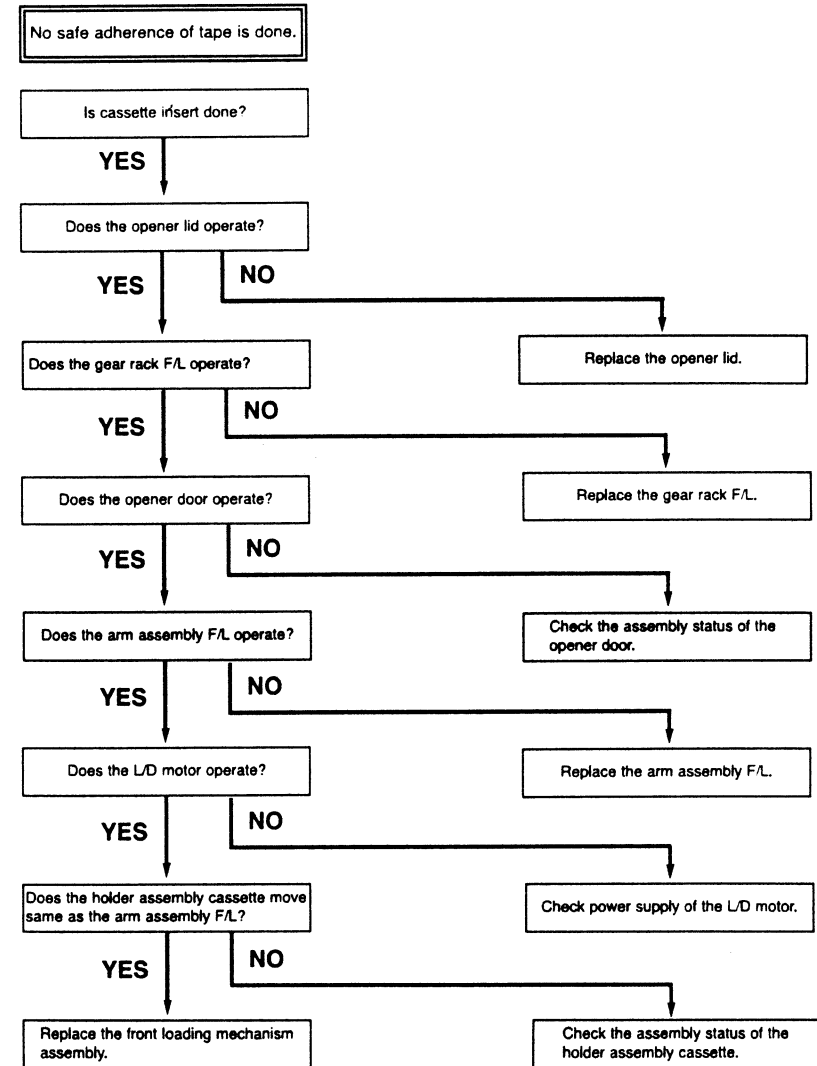 No safe adherence of tape is done.
Is cassette insert done?
YES
Does the opener lid operate?
YES
NO
Does the gear rack F/L operate?
Replace the opener lid.
YES
NO
Does the opener door operate?
Replace the gear rack F/L.
YES
NO
Does the arm assembly F/L operate?
Check the assembly status of the
opener door.
YES
NO
Does the L/D motor operate?
Replace the arm assembly F/L.
YES
NO
Does the holder assembly cassette move
same as the arm assembly F/L?
Check power supply of the L/D motor.
YES
NO
Replace the front loading mechanism
assembly.
Check the assembly status of the
holder assembly cassette.